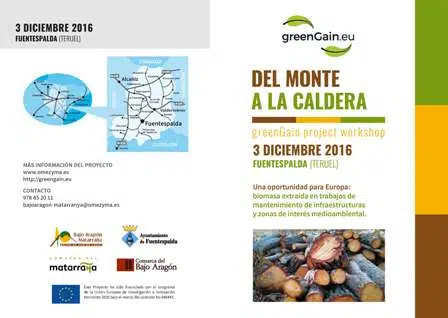 3 DICIEMBRE 2016
FUENTESPALDA (TERUEL)
Alcañiz
Valderrobres
Fuentespalda
MÁS INFORMACIÓN DEL PROYECTO
www.omezyma.es
http://greengain.eu
CONTACTO
978 85 20 11
bajoaragon-matarranya@omezyma.es
Bajo Aragón
Matarraña
Ayuntamiento
de Fuentespalda
COMARCA DEL
matarraña
Comarca del
Bajo Aragón
Este Proyecto ha sido financiado por el programa
de la Unión Europea de Investigación e Innovación
Horizonte 2020 bajo el marco del contrato No
greenGain.eu
DEL MONTE
A LA CALDERA
greenGain project workshop
3 DICIEMBRE 2016
FUENTESPALDA (TERUEL)
Una oportunidad para Europa:
biomasa extraída en trabajos de
mantenimiento de infraestructuras
y zonas de interés medioambiental.